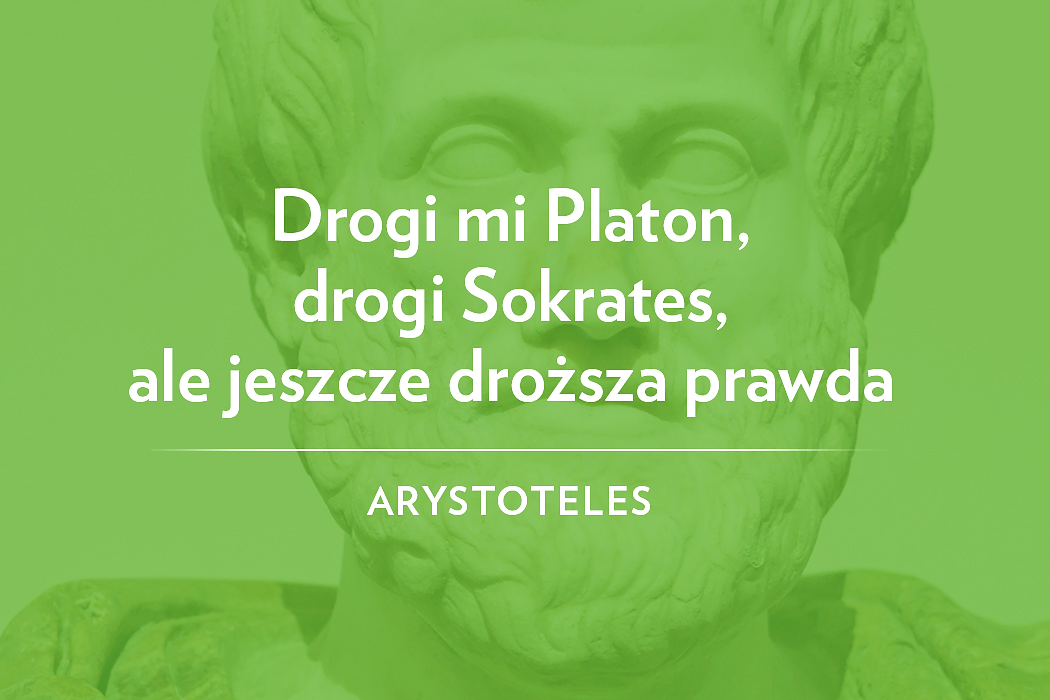 Drogi mi Platon,
drogi Sokrates,
ale jeszcze droższa prawda
ARYSTOTELES